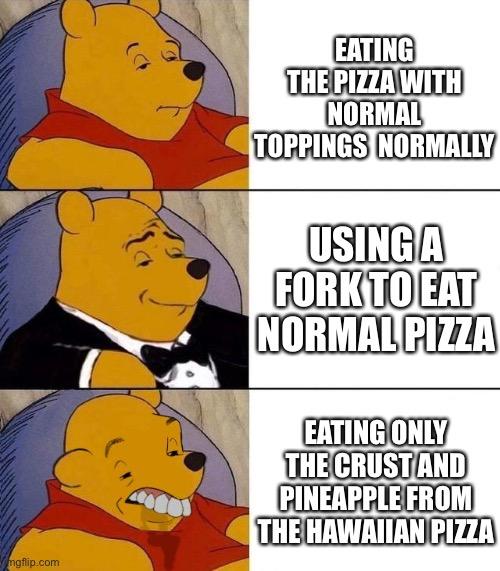 EATING
THE PIZZA WITH
NORMAL
TOPPINGS  NORMALLY
USING A
FORK TO EAT
NORMAL PIZZA
EATING ONLY
THE CRUST AND
PINEAPPLE FROM
THE HAWAIIAN PIZZA
imgflip.com